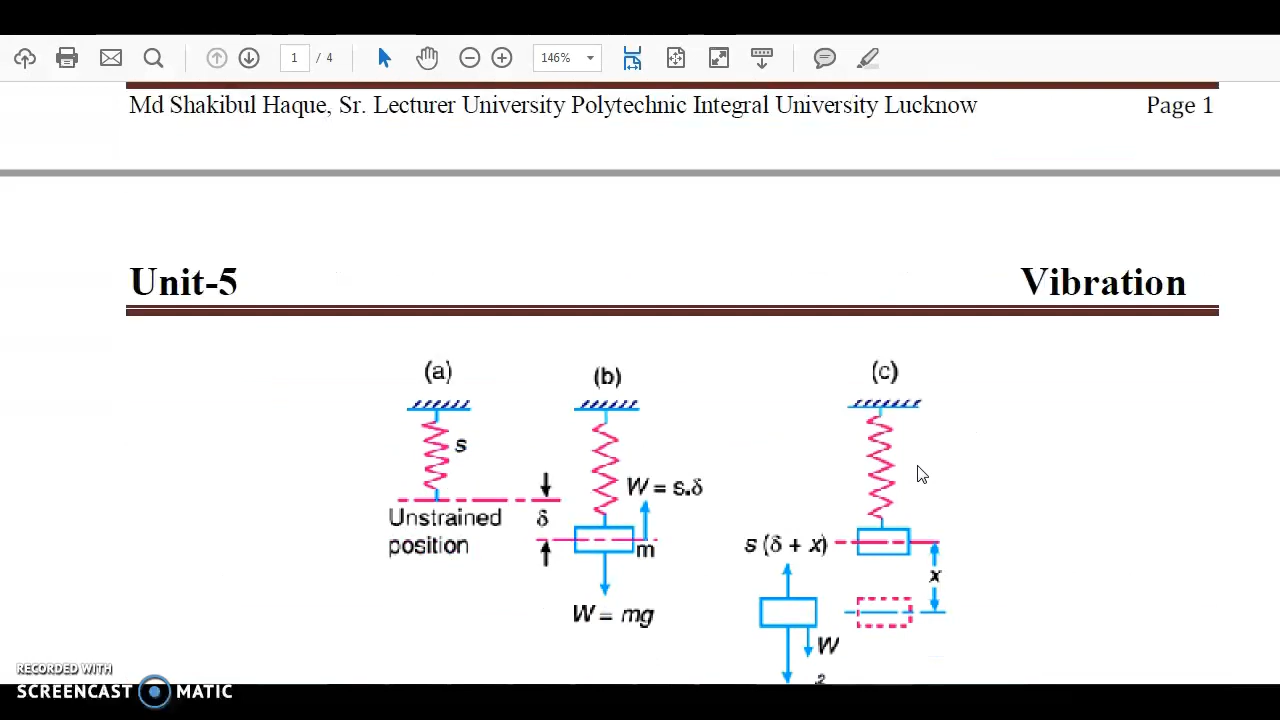 1 / 4
146%
Md Shakibul Haque, Sr. Lecturer University Polytechnic Integral University Lucknow Page 1
Unit-5 Vibration
(a) (b) (c)
s
W = s.δ
Unstrained
position
δ
m
s (δ + x)
x
W = mg
W
RECORDED WITH
SCREENCAST MATIC